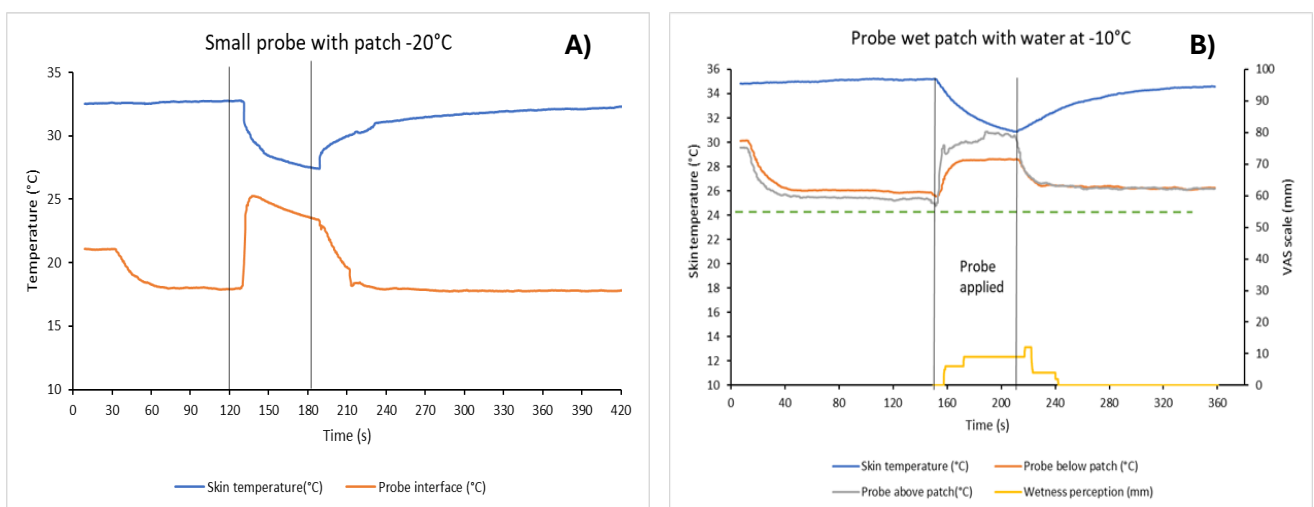 Small probe with patch -20°C
A)
Temperature (°C)
35
30
25
20
15
10
0 30 60 90 120 150 180 210 240 270 300 330 360 390 420
Time (s)
Skin temperature(°C) Probe interface (°C)
Probe wet patch with water at -10°C
B)
Skin temperature (°C)
36
34
32
30
28
26
24
22
20
18
16
14
12
10
100
90
80
70
60
50
40
30
20
10
0
VAS scale (mm)
Probe
applied
0 40 80 120 160 200 240 280 320 360
Time (s)
Skin temperature (°C) Probe below patch (°C)
Probe above patch(°C) Wetness perception (mm)